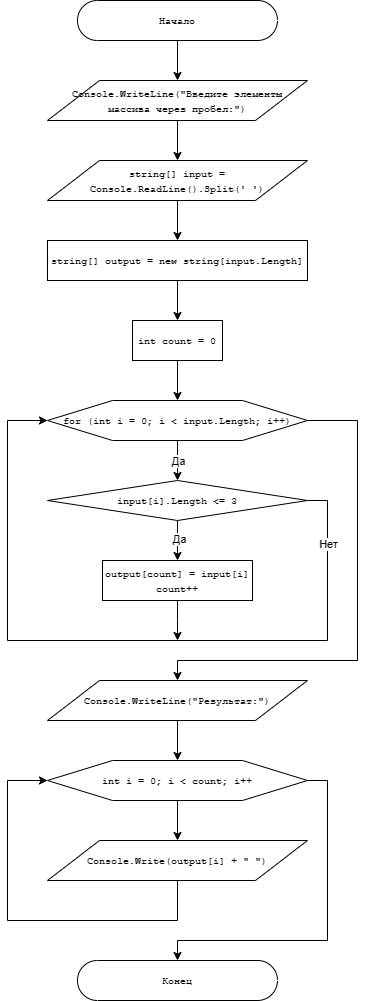 Начало
Console.WriteLine("Введите элементы
массива через пробел:")
string[] input =
Console.ReadLine().Split(' ')
string[] output = new string[input.Length]
int count = 0
for (int i = 0; i < input.Length; i++)
Да
input[i].Length <= 3
Да
Нет
output[count] = input[i]
count++
Console.WriteLine("Результат:")
int i = 0; i < count; i++
Console.Write(output[i] + " ")
Конец